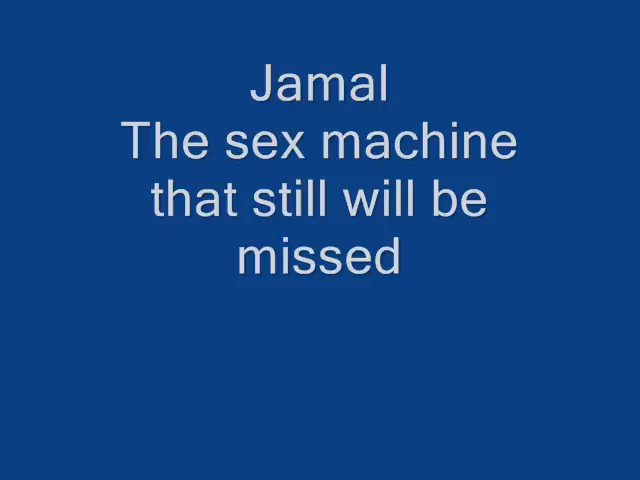 Jamal
The sex machine
that still will be
missed